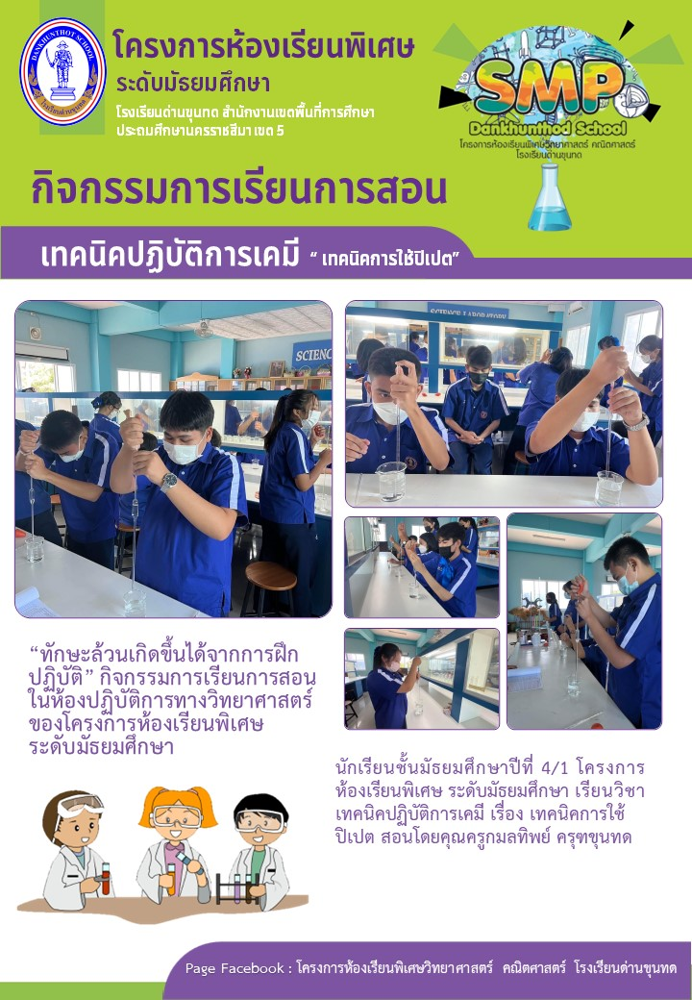 DANKHUNTHOT SCHOOL
โรงเรียนด่านขุนทด
โครงการห้องเรียนพิเศษ
ระดับมัธยมศึกษา
โรงเรียนด่านขุนทด สำนักงานเขตพื้นที่การศึกษา
ประถมศึกษานครราชสีมา เขต 5
SMP
Dankhunthod School
โครงการห้องเรียนพิเศษวิทยาศาสตร์ คณิตศาสตร์
โรงเรียนด่านขุนทด
กิจกรรมการเรียนการสอน
เทคนิคปฏิบัติการเคมี “ เทคนิคการใช้ปิเปต”
SCIENC
SCIENCE LABORATORY
“ทักษะล้วนเกิดขึ้นได้จากการฝึก
ปฏิบัติ” กิจกรรมการเรียนการสอน
ในห้องปฏิบัติการทางวิทยาศาสตร์
ของโครงการห้องเรียนพิเศษ
ระดับมัธยมศึกษา
นักเรียนชั้นมัธยมศึกษาปีที่ 4/1 โครงการ
ห้องเรียนพิเศษ ระดับมัธยมศึกษา เรียนวิชา
เทคนิคปฏิบัติการเคมี เรื่อง เทคนิคการใช้
ปิเปต สอนโดยคุณครูกมลทิพย์ ครุฑขุนทด
Page Facebook : โครงการห้องเรียนพิเศษวิทยาศาสตร์ คณิตศาสตร์ โรงเรียนด่านขุนทด